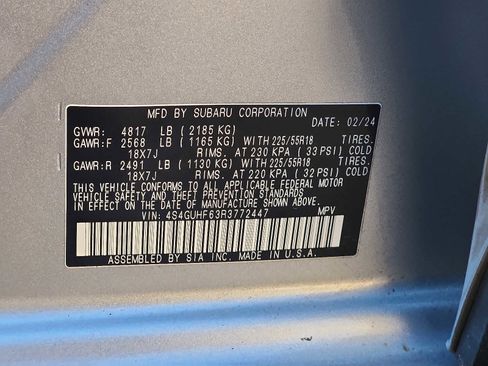 MFD BY SUBARU CORPORATION
DATE: 02/24
GVWR: 4817 LB ( 2185 KG)
GAWR: F 2568 LB ( 1165 KG) WITH 225/55R18 TIRES.
18X7J RIMS. AT 230 KPA ( 33 PSI) COLD
GAWR: R 2491 LB ( 1130 KG) WITH 225/55R18 TIRES.
18X7J RIMS. AT 220 KPA ( 32 PSI) COLD
THIS VEHICLE CONFORMS TO ALL APPLICABLE FEDERAL MOTOR
VEHICLE SAFETY AND THEFT PREVENTION STANDARDS
IN EFFECT ON THE DATE OF MANUFACTURE SHOWN ABOVE.
VIN: 4S4GUHF63R3772447 MPV
ASSEMBLED BY SIA INC. MADE IN U.S.A.